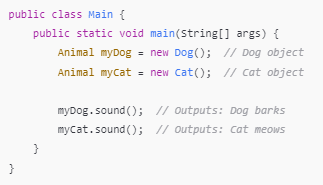 public class Main {
    public static void main(String[] args) {
        Animal myDog = new Dog();  // Dog object
        Animal myCat = new Cat();  // Cat object

        myDog.sound();  // Outputs: Dog barks
        myCat.sound();  // Outputs: Cat meows
    }
}